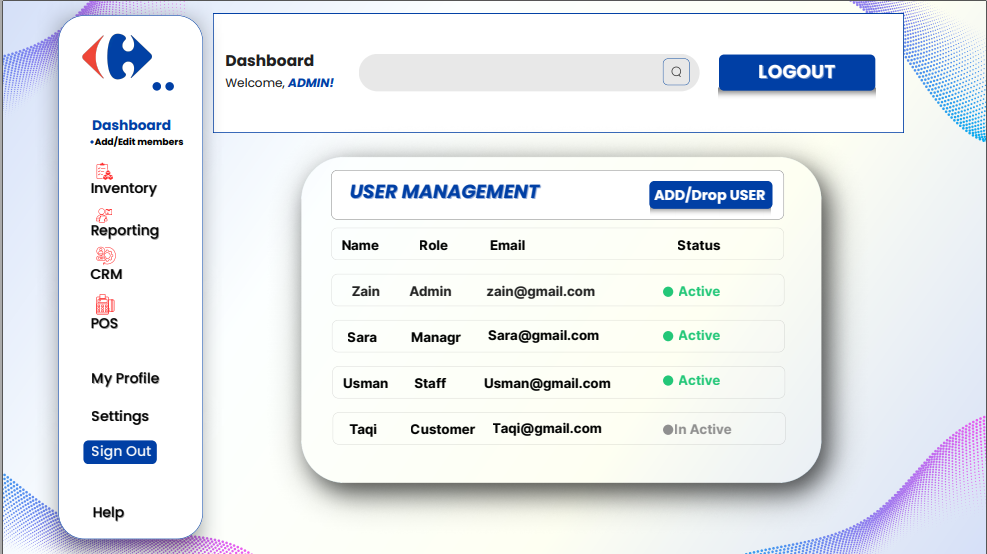 Dashboard
•Add/Edit members
Inventory
Reporting
CRM
POS
My Profile
Settings
Sign Out
Help
Dashboard
Welcome, ADMIN!
LOGOUT
USER MANAGEMENT
ADD/Drop USER
Name Role Email Status
Zain Admin zain@gmail.com Active
Sara Managr Sara@gmail.com Active
Usman Staff Usman@gmail.com Active
Taqi Customer Taqi@gmail.com In Active